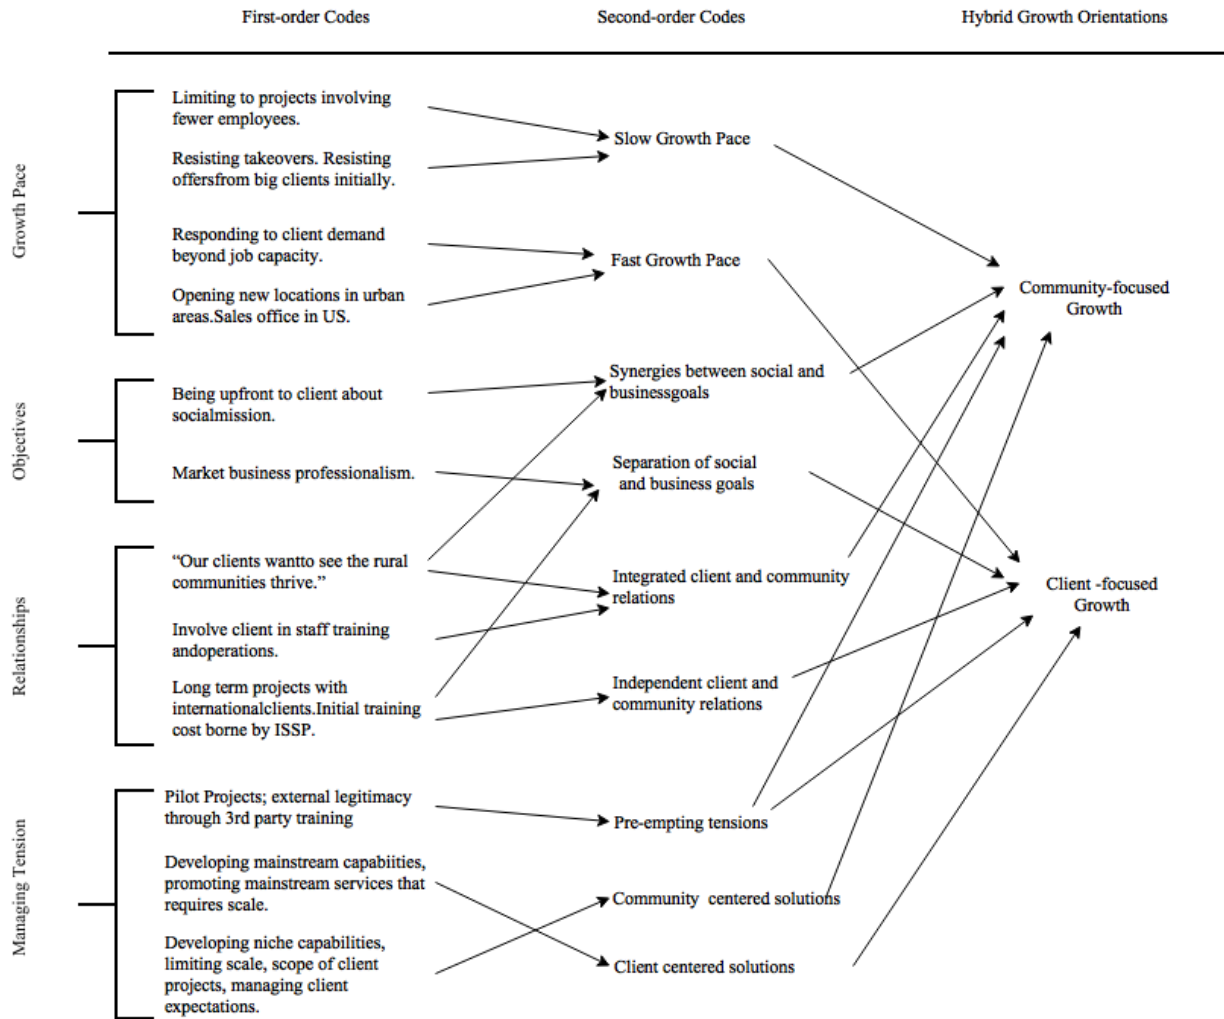 First-order Codes
Second-order Codes
Hybrid Growth Orientations
Growth Pace
Limiting to projects involving
fewer employees.
Resisting takeovers. Resisting
offersfrom big clients initially.
Responding to client demand
beyond job capacity.
Opening new locations in urban
areas.Sales office in US.
Slow Growth Pace
Fast Growth Pace
Objectives
Being upfront to client about
socialmission.
Market business professionalism.
Synergies between social and
businessgoals
Separation of social
and business goals
Relationships
“Our clients wantto see the rural
communities thrive.”
Involve client in staff training
andoperations.
Long term projects with
internationalclients.Initial training
cost borne by ISSP.
Integrated client and community
relations
Independent client and
community relations
Managing Tension
Pilot Projects; external legitimacy
through 3rd party training
Developing mainstream capabiities,
promoting mainstream services that
requires scale.
Developing niche capabilities,
limiting scale, scope of client
projects, managing client
expectations.
Pre-empting tensions
Community centered solutions
Client centered solutions
Community-focused
Growth
Client -focused
Growth